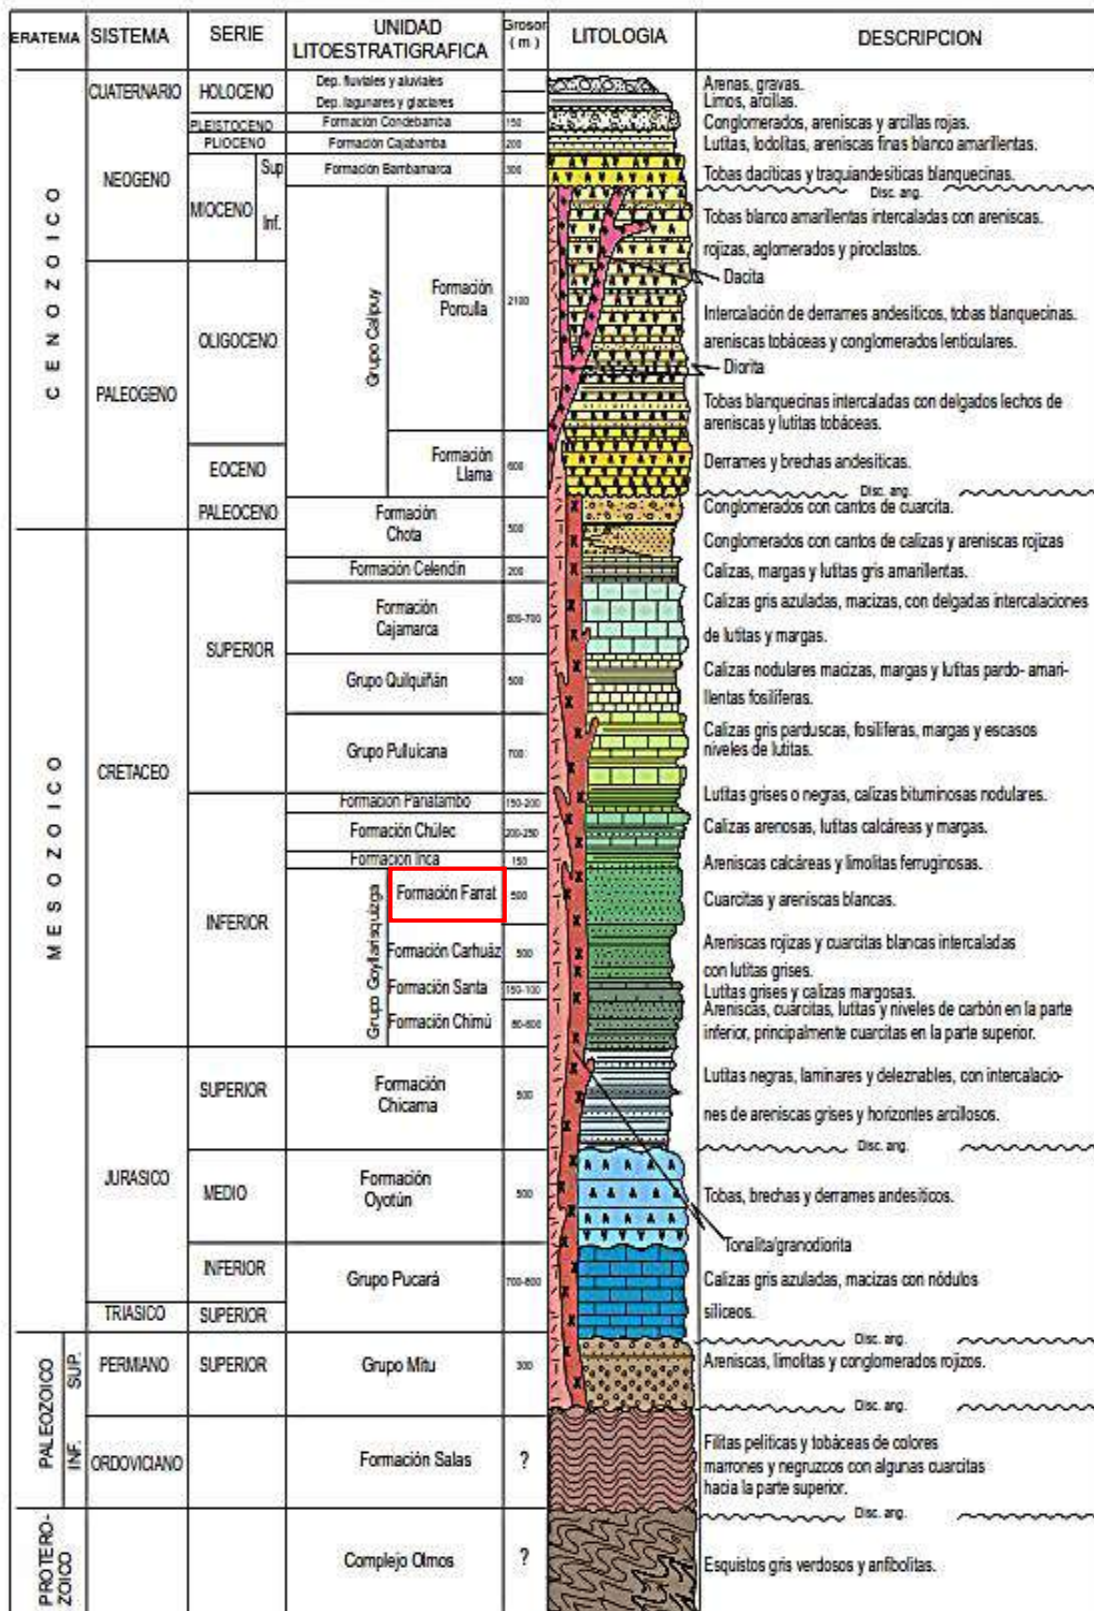 ERATEMA SISTEMA SERIE UNIDAD LITOESTRATIGRAFICA Grosor ( m ) LITOLOGIA DESCRIPCION
CENOZOICO
CUATERNARIO HOLOCENO Dep. fluviales y aluviales Arenas, gravas.
Dep. lagunares y glaciares Limos, arcillas.
PLEISTOCENO Formación Condebamba 150 Conglomerados, areniscas y arcillas rojas.
NEOGENO
PLIOCENO Formación Cajabamba 200 Lutitas, lodolitas, areniscas finas blanco amarillentas.
MIOCENO Sup Formación Bambamarca 300 Tobas dacíticas y traquiandesíticas blanquecinas.
Disc. ang.
Inf.
Grupo Calipuy
Formación Porculla 2100
Tobas blanco amarillentas intercaladas con areniscas.
rojizas, aglomerados y piroclastos.
Dacita
PALEOGENO
OLIGOCENO
Intercalación de derrames andesíticos, tobas blanquecinas.
areniscas tobáceas y conglomerados lenticulares.
Diorita
Tobas blanquecinas intercaladas con delgados lechos de
areniscas y lutitas tobáceas.
EOCENO Formación Llama 600 Derrames y brechas andesíticas.
Disc. ang.
PALEOCENO Formación Chota 500 Conglomerados con cantos de cuarcita.
MESOZOICO
CRETACEO
SUPERIOR
Conglomerados con cantos de calizas y areniscas rojizas
Formación Celendín 200 Calizas, margas y lutitas gris amarillentas.
Formación Cajamarca 600-700 Calizas gris azuladas, macizas, con delgadas intercalaciones
de lutitas y margas.
Grupo Quilquiñán 500 Calizas nodulares macizas, margas y lutitas pardo- amari-
llentas fosilíferas.
Grupo Pulluicana 700 Calizas gris parduscas, fosilíferas, margas y escasos
niveles de lutitas.
INFERIOR
Formación Pariatambo 150-200 Lutitas grises o negras, calizas bituminosas nodulares.
Formación Chúlec 200-250 Calizas arenosas, lutitas calcáreas y margas.
Formación Inca 150 Areniscas calcáreas y limolitas ferruginosas.
Grupo Goyllarisquizga
Formación Farrat 500 Cuarcitas y areniscas blancas.
Formación Carhuáz 500 Areniscas rojizas y cuarcitas blancas intercaladas
con lutitas grises.
Formación Santa 150-100 Lutitas grises y calizas margosas.
Formación Chimú 80-600 Areniscas, cuarcitas, lutitas y niveles de carbón en la parte
inferior, principalmente cuarcitas en la parte superior.
JURASICO
SUPERIOR Formación Chicama 500 Lutitas negras, laminares y deleznables, con intercalacio-
nes de areniscas grises y horizontes arcillosos.
Disc. ang.
MEDIO Formación Oyotún 500 Tobas, brechas y derrames andesíticos.
Tonalita/granodiorita
INFERIOR Grupo Pucará 700-800 Calizas gris azuladas, macizas con nódulos
silíceos.
TRIASICO SUPERIOR
Disc. ang.
PALEOZOICO
SUP. PERMIANO SUPERIOR Grupo Mitu 300 Areniscas, limolitas y conglomerados rojizos.
Disc. ang.
INF. ORDOVICIANO Formación Salas ? Filitas pelíticas y tobáceas de colores
marrones y negruzcos con algunas cuarcitas
hacia la parte superior.
Disc. ang.
PROTERO-
ZOICO
Complejo Olmos ? Esquistos gris verdosos y anfibolitas.